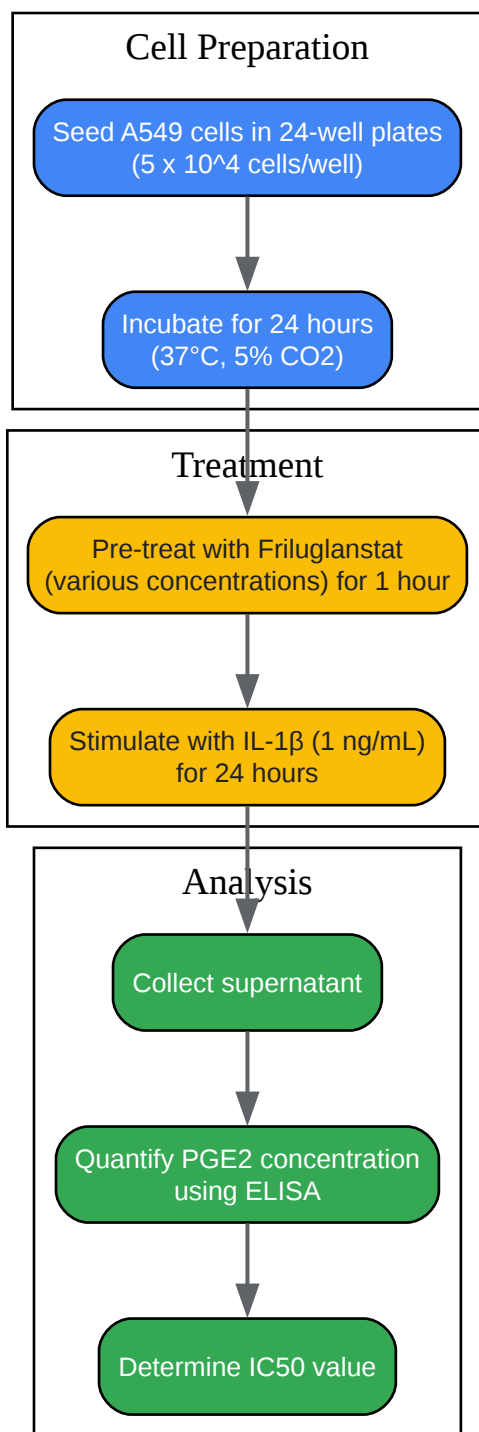 Cell Preparation
Seed A549 cells in 24-well plates
(5 x 10^4 cells/well)
Incubate for 24 hours
(37°C, 5% CO2)
Treatment
Pre-treat with Friluglanstat
(various concentrations) for 1 hour
Stimulate with IL-1β (1 ng/mL)
for 24 hours
Analysis
Collect supernatant
Quantify PGE2 concentration
using ELISA
Determine IC50 value